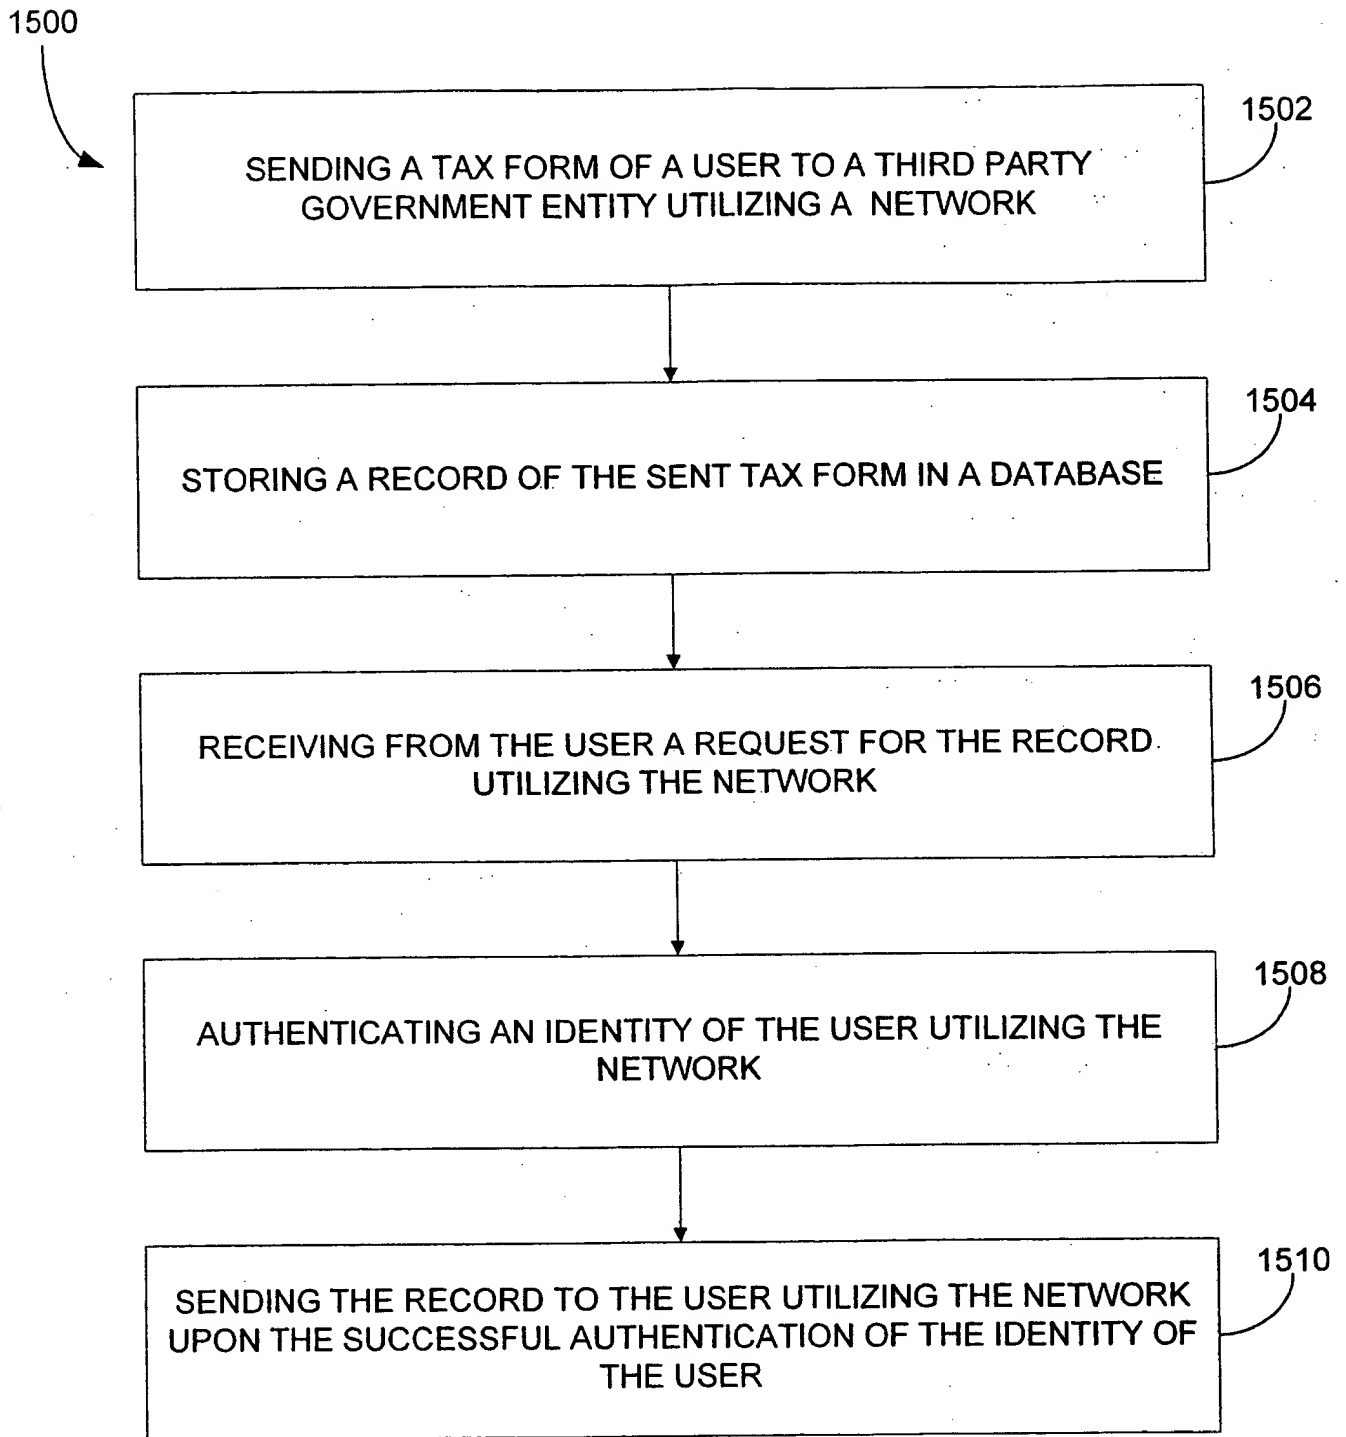 1500
1502
SENDING A TAX FORM OF A USER TO A THIRD PARTY
GOVERNMENT ENTITY UTILIZING A NETWORK
1504
STORING A RECORD OF THE SENT TAX FORM IN A DATABASE
1506
RECEIVING FROM THE USER A REQUEST FOR THE RECORD
UTILIZING THE NETWORK
1508
AUTHENTICATING AN IDENTITY OF THE USER UTILIZING THE
NETWORK
1510
SENDING THE RECORD TO THE USER UTILIZING THE NETWORK
UPON THE SUCCESSFUL AUTHENTICATION OF THE IDENTITY OF
THE USER